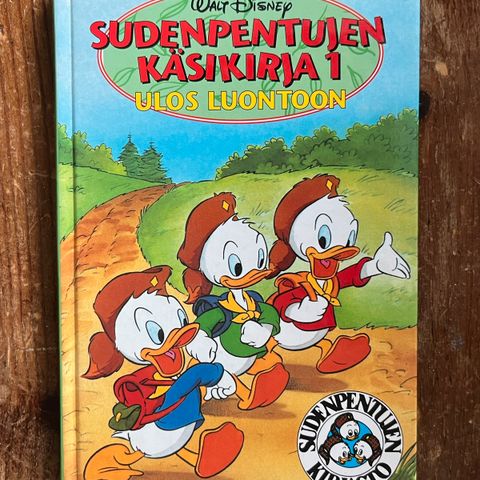 WALT DISNEY
SUDENPENTUJEN
KÄSIKIRJA 1
ULOS LUONTOON
SUDENPENTUJEN
KIRJASTO